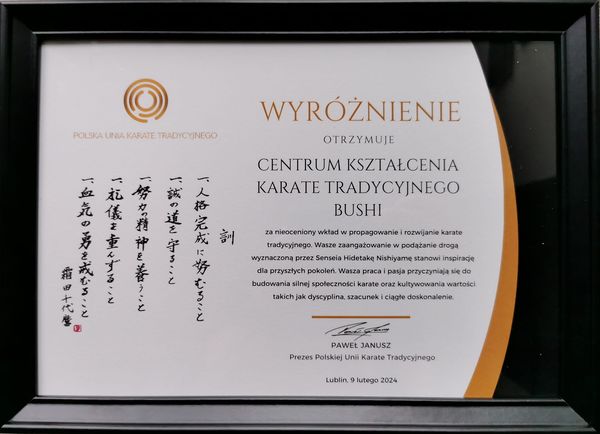 POLSKA UNIA KARATE TRADYCYJNEGO
訓
一、人格完成に努むること
一、誠の道を守ること
一、努力の精神を養うこと
一、礼儀を重んずること
一、血気の勇を戒むること
WYRÓŻNIENIE
OTRZYMUJE
CENTRUM KSZTAŁCENIA
KARATE TRADYCYJNEGO
BUSHI
za nieoceniony wkład w propagowanie i rozwijanie karate
tradycyjnego. Wasze zaangażowanie w podążanie drogą
wyznaczoną przez Senseia Hidetakę Nishiyamę stanowi inspirację
dla przyszłych pokoleń. Wasza praca i pasja przyczyniają się do
budowania silnej społeczności karate oraz kultywowania wartości
takich jak dyscyplina, szacunek i ciągłe doskonalenie.
PAWEŁ JANUSZ
Prezes Polskiej Unii Karate Tradycyjnego
Lublin, 9 lutego 2024